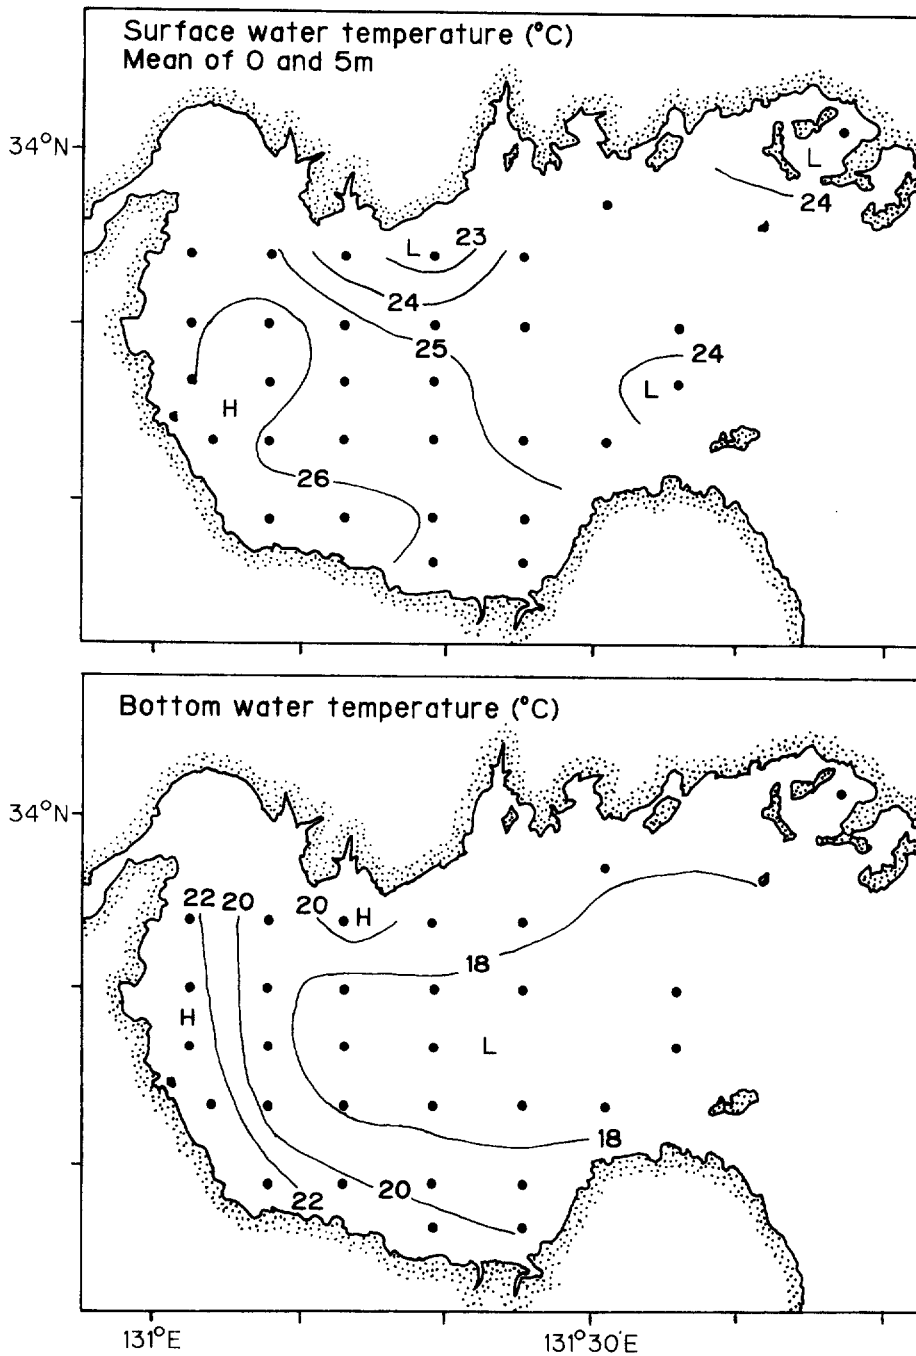 Surface water temperature (°C)
Mean of 0 and 5m
34°N
L
24
L
23
24
25
24
L
H
26
Bottom water temperature (°C)
34°N
22
20
20
H
18
H
L
18
20
22
131°E
131°30'E